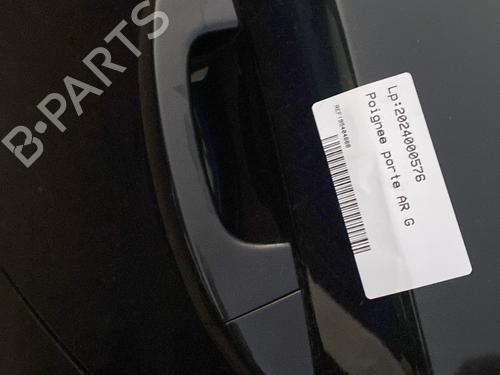 B-PARTS
Lp:2024000576
Poignee porte AR G